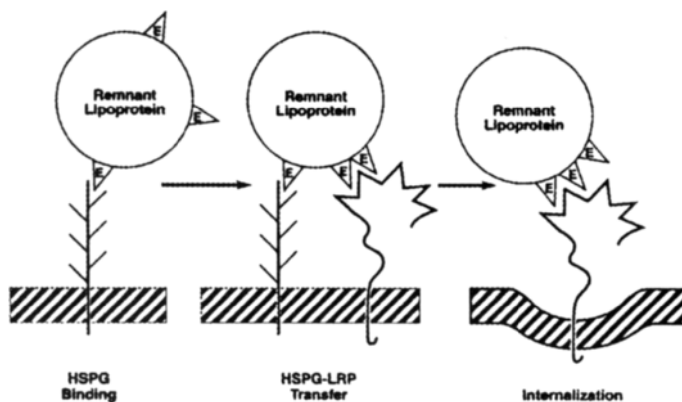 E
Remnant
Lipoprotein
E
E
Remnant
Lipoprotein
E
E
E
Remnant
Lipoprotein
E
E
E
HSPG
Binding
HSPG-LRP
Transfer
Internalization